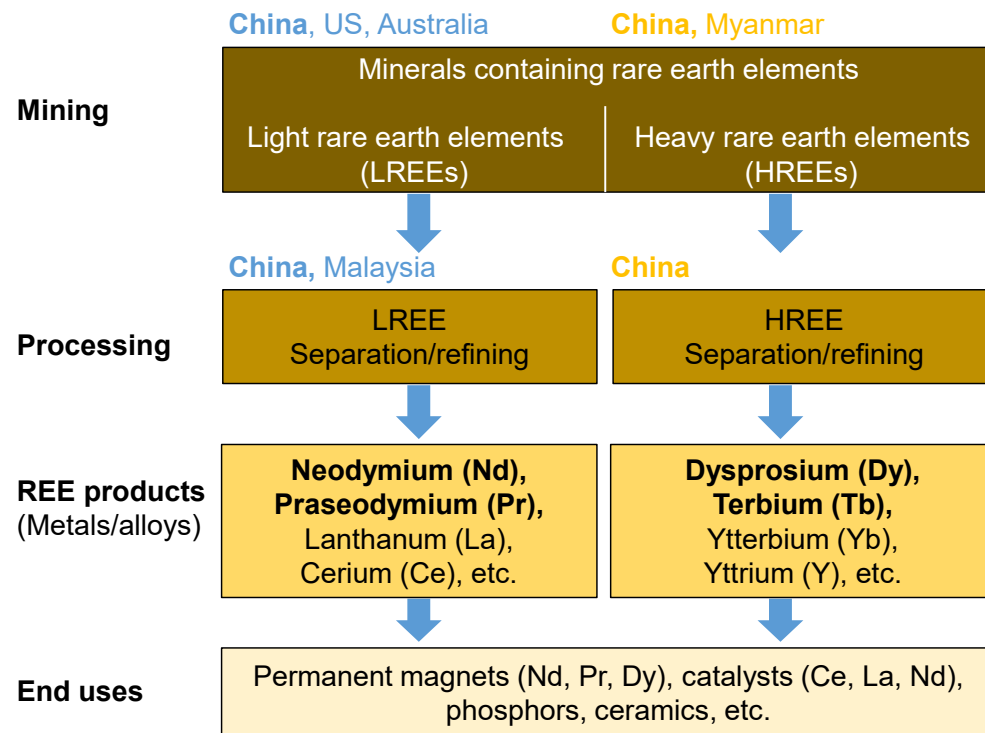 China, US, Australia
China, Myanmar
Mining
Minerals containing rare earth elements
Light rare earth elements
(LREEs)
Heavy rare earth elements
(HREEs)
China, Malaysia
China
Processing
LREE
Separation/refining
HREE
Separation/refining
REE products
(Metals/alloys)
Neodymium (Nd),
Praseodymium (Pr),
Lanthanum (La),
Cerium (Ce), etc.
Dysprosium (Dy),
Terbium (Tb),
Ytterbium (Yb),
Yttrium (Y), etc.
End uses
Permanent magnets (Nd, Pr, Dy), catalysts (Ce, La, Nd),
phosphors, ceramics, etc.